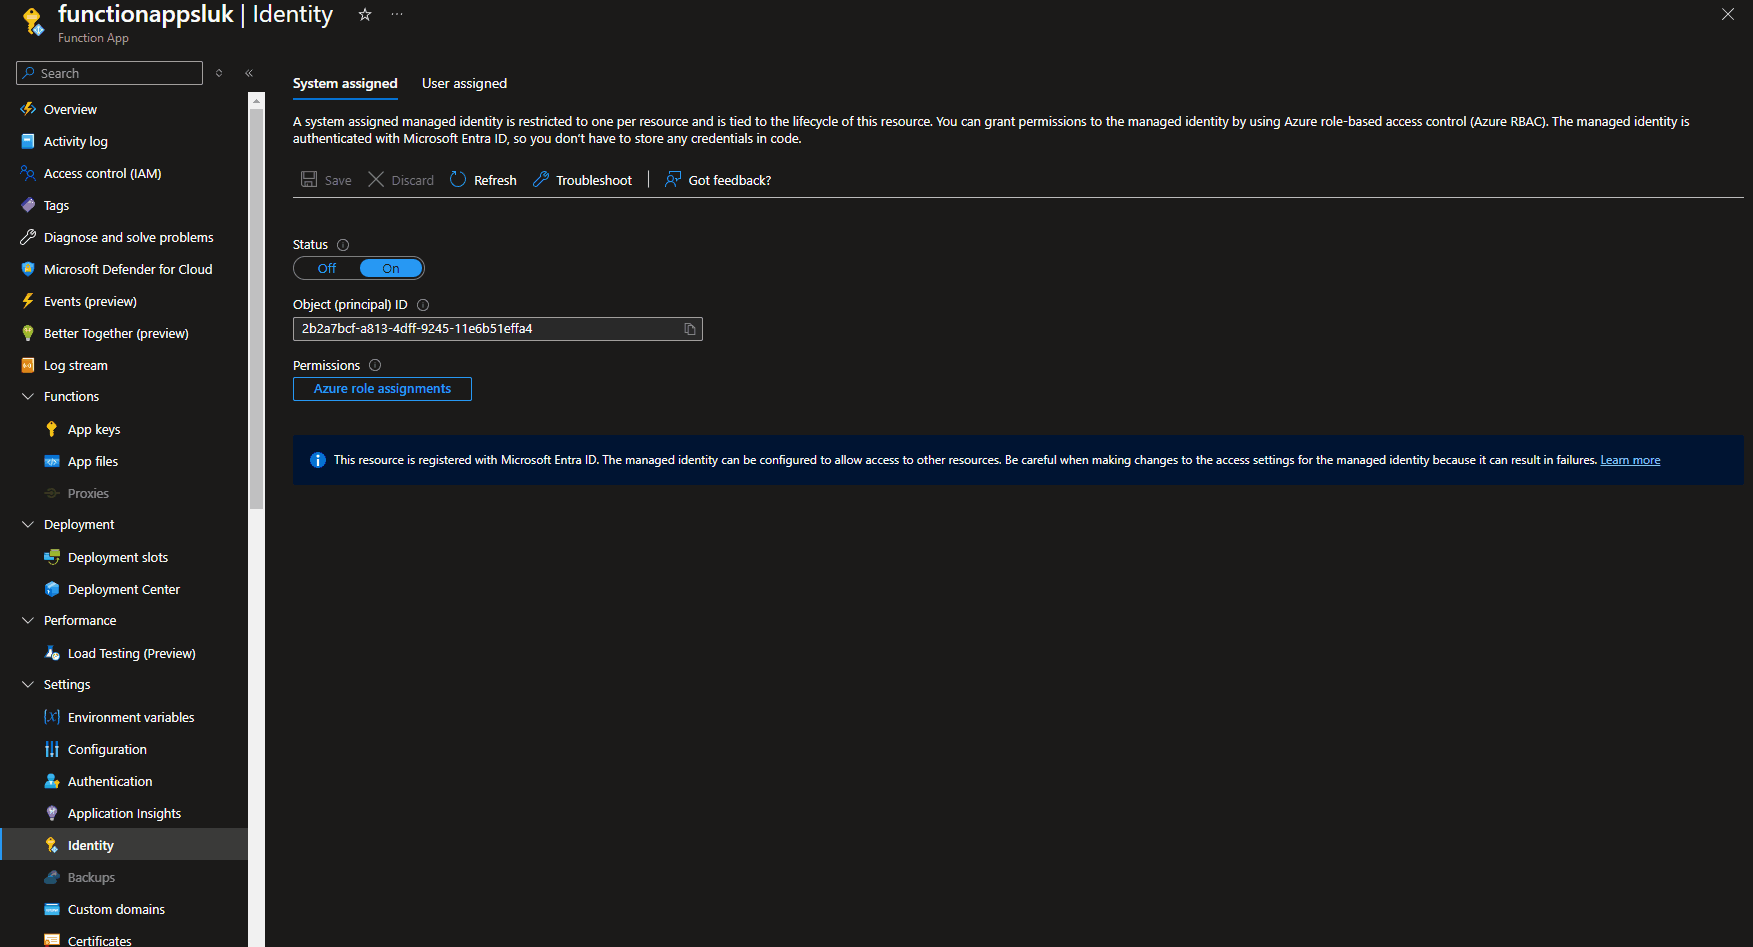 functionappsluk | Identity
Function App
Search
Overview
Activity log
Access control (IAM)
Tags
Diagnose and solve problems
Microsoft Defender for Cloud
Events (preview)
Better Together (preview)
Log stream
Functions
App keys
App files
Proxies
Deployment
Deployment slots
Deployment Center
Performance
Load Testing (Preview)
Settings
Environment variables
Configuration
Authentication
Application Insights
Identity
Backups
Custom domains
Certificates
System assigned User assigned
A system assigned managed identity is restricted to one per resource and is tied to the lifecycle of this resource. You can grant permissions to the managed identity by using Azure role-based access control (Azure RBAC). The managed identity is
authenticated with Microsoft Entra ID, so you don't have to store any credentials in code.
Save Discard Refresh Troubleshoot Got feedback?
Status
Off On
Object (principal) ID
2b2a7bcf-a813-4dff-9245-11e6b51effa4
Permissions
Azure role assignments
This resource is registered with Microsoft Entra ID. The managed identity can be configured to allow access to other resources. Be careful when making changes to the access settings for the managed identity because it can result in failures. Learn more